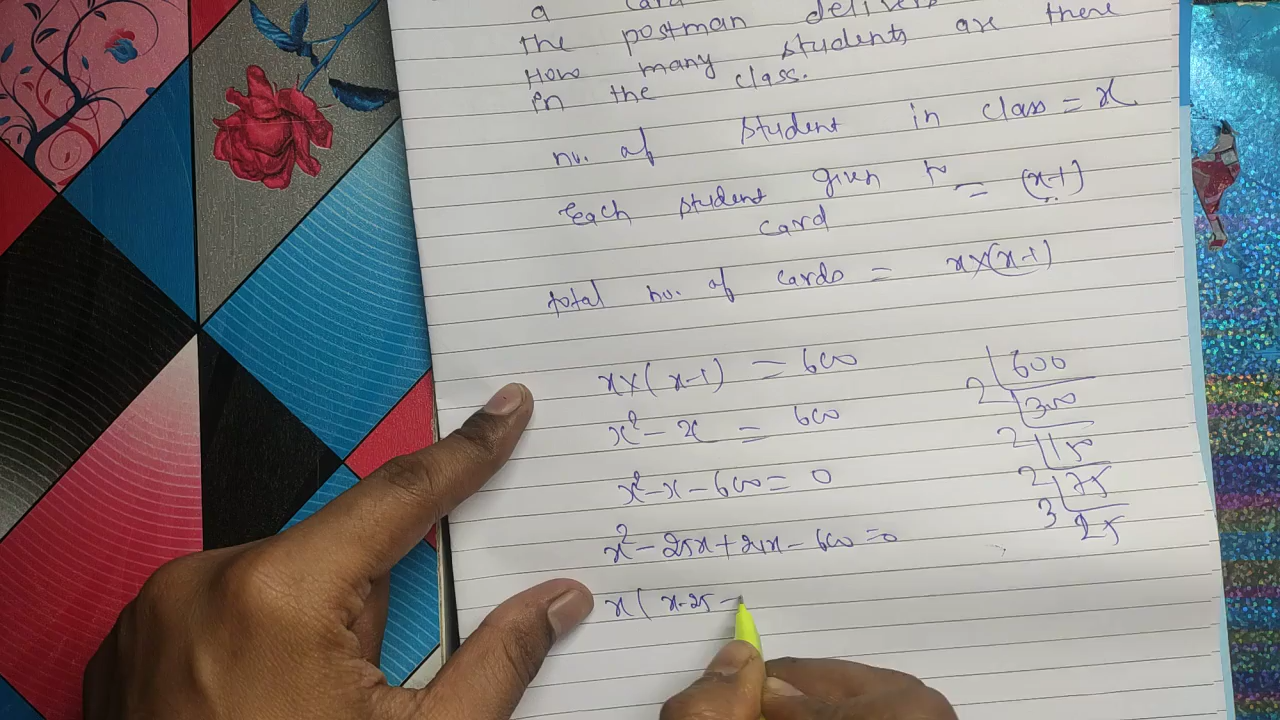 a card
the postman delivers
How many students are there
in the class.
no. of student in class = x
Each student given to = (x-1)
card
total no. of cards = x×(x-1)
x×(x-1) = 600
x² - x = 600
x²-x-600=0
x² - 25x + 24x - 600 = 0
x(x-25
2 600
2 300
2 150
3 75
25